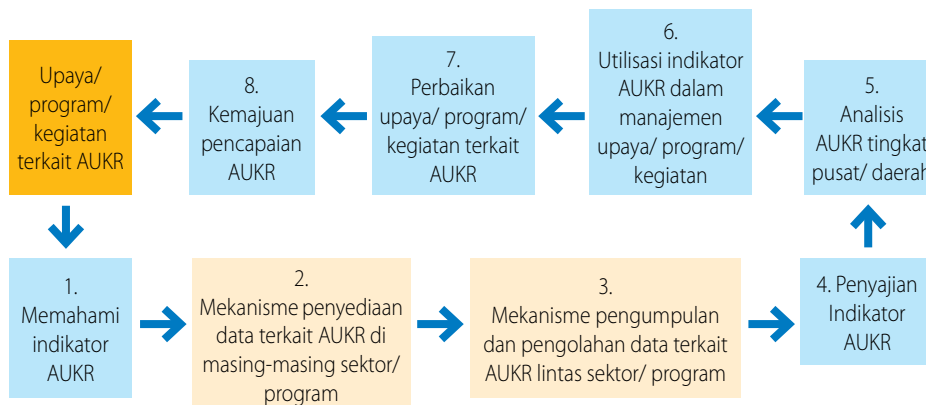 Upaya/
program/
kegiatan
terkait AUKR
8.
Kemajuan
pencapaian
AUKR
7.
Perbaikan
upaya/ program/
kegiatan terkait
AUKR
6.
Utilisasi indikator
AUKR dalam
manajemen
upaya/ program/
kegiatan
5.
Analisis
AUKR tingkat
pusat/ daerah
1.
Memahami
indikator
AUKR
2.
Mekanisme penyediaan
data terkait AUKR di
masing-masing sektor/
program
3.
Mekanisme pengumpulan
dan pengolahan data terkait
AUKR lintas sektor/ program
4. Penyajian
Indikator
AUKR